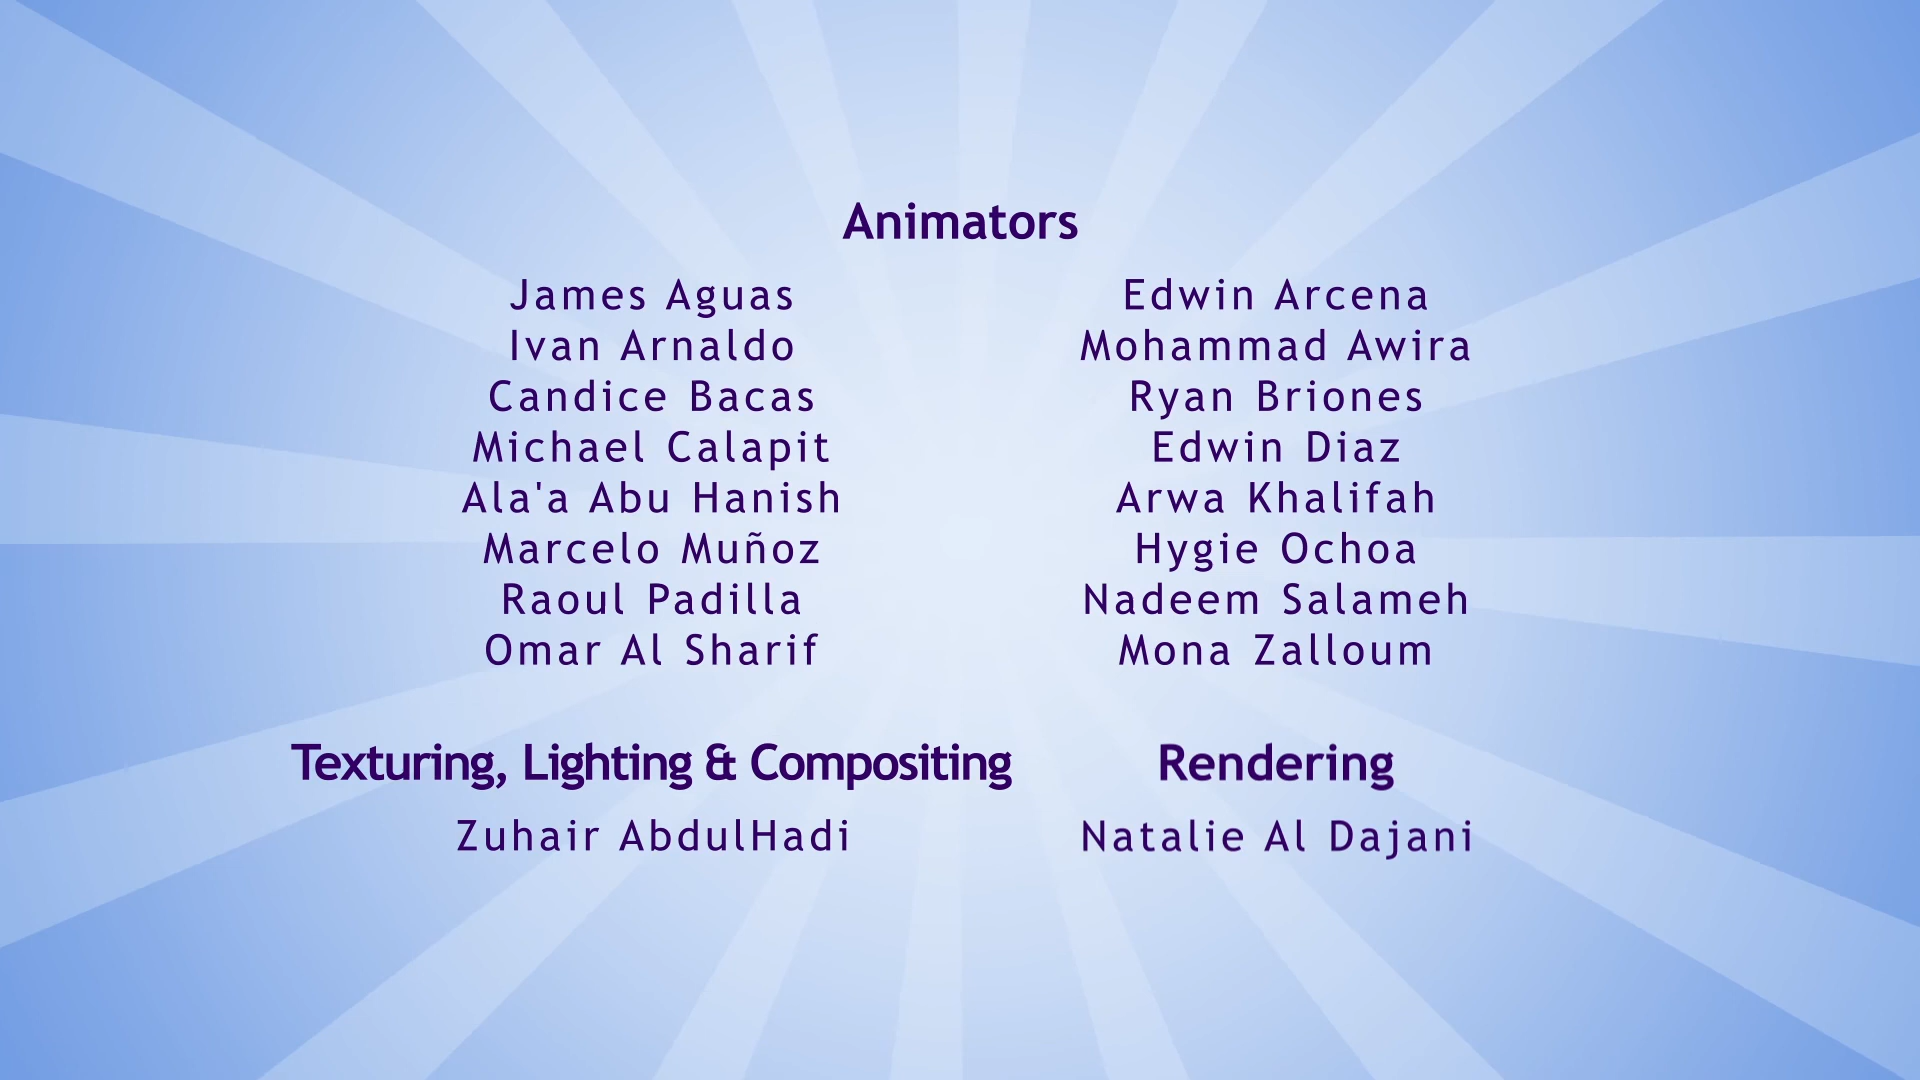 Animators
James Aguas
Edwin Arcena
Ivan Arnaldo
Mohammad Awira
Candice Bacas
Ryan Briones
Michael Calapit
Edwin Diaz
Ala'a Abu Hanish
Arwa Khalifah
Marcelo Muñoz
Hygie Ochoa
Raoul Padilla
Nadeem Salameh
Omar Al Sharif
Mona Zalloum
Texturing, Lighting & Compositing
Zuhair AbdulHadi
Rendering
Natalie Al Dajani